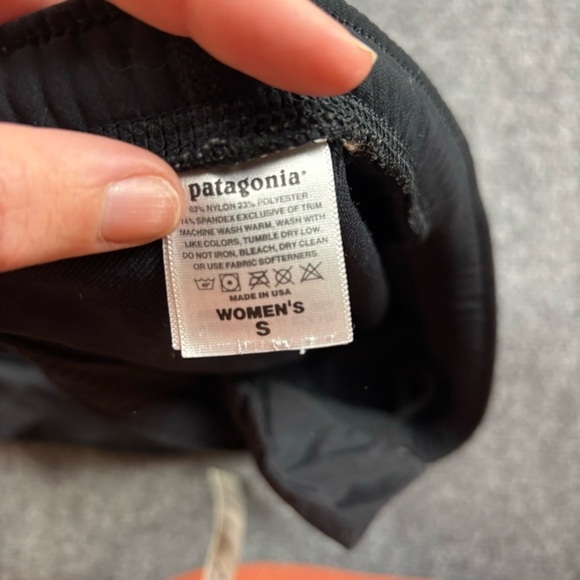 patagonia®
63% NYLON 23% POLYESTER
14% SPANDEX EXCLUSIVE OF TRIM
MACHINE WASH WARM, WASH WITH
LIKE COLORS, TUMBLE DRY LOW.
DO NOT IRON, BLEACH, DRY CLEAN
OR USE FABRIC SOFTENERS.
MADE IN USA
WOMEN'S
S